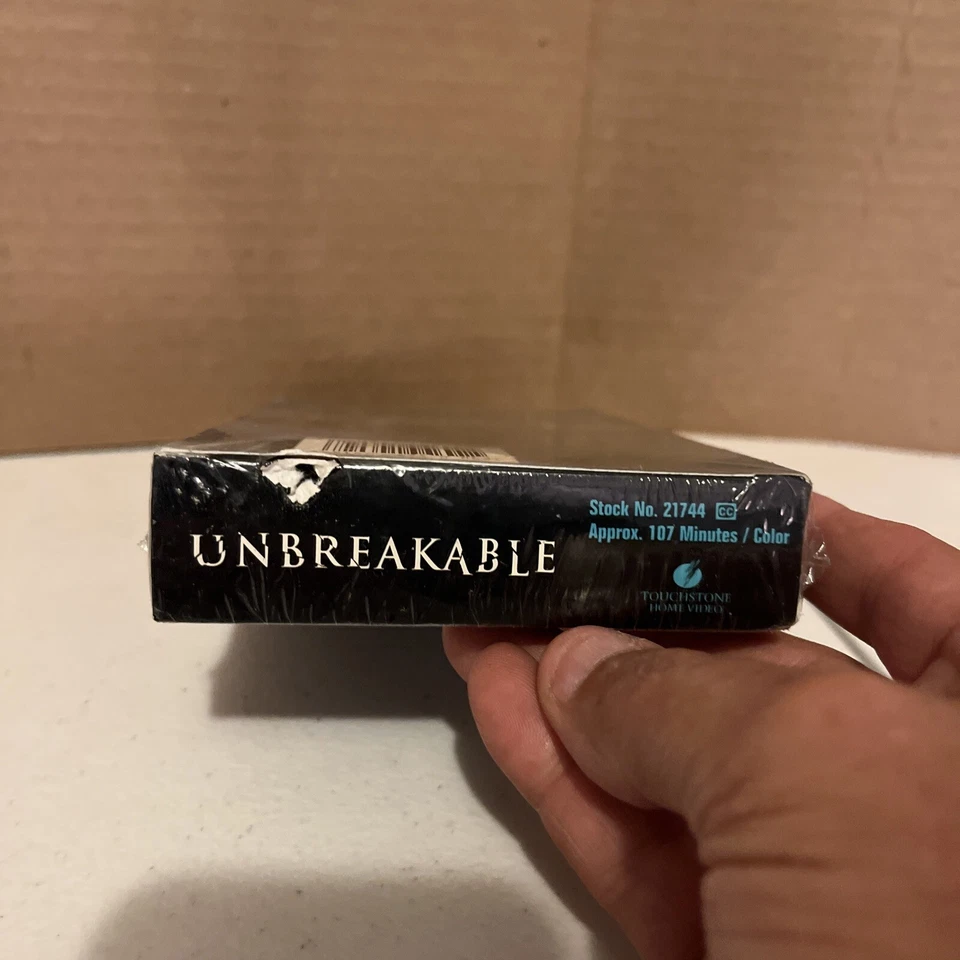 UNBREAKABLE
Stock No. 21744 CC
Approx. 107 Minutes / Color
TOUCHSTONE
HOME VIDEO